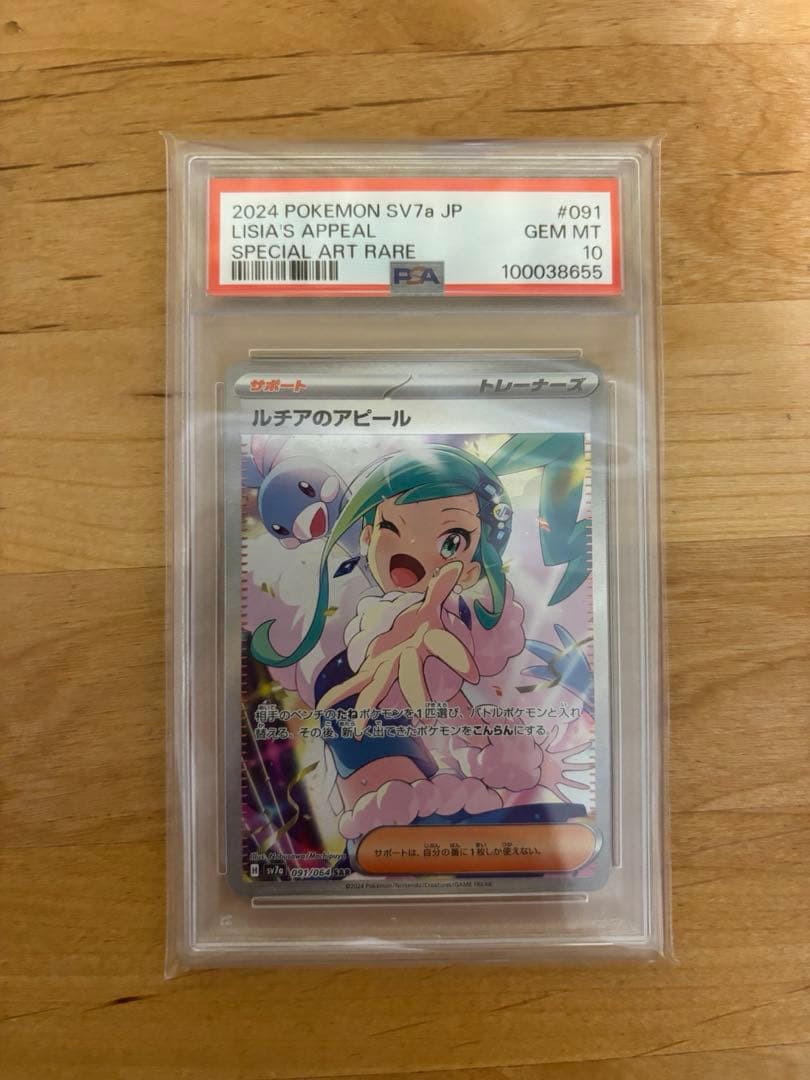 2024 POKEMON SV7a JP #091
LISIA'S APPEAL GEM MT
SPECIAL ART RARE 10
PSA 100038655
サポート トレーナーズ
ルチアのアピール
相手のベンチのたねポケモンを1匹選び、バトルポケモンと入れ
替える。その後、新しく出てきたポケモンをこんらんにする。
サポートは、自分の番に1枚しか使えない。
Illus. Nobusawa/Mochipuyo
H sv7a 091/064 SAR
©2024 Pokémon/Nintendo/Creatures/GAME FREAK